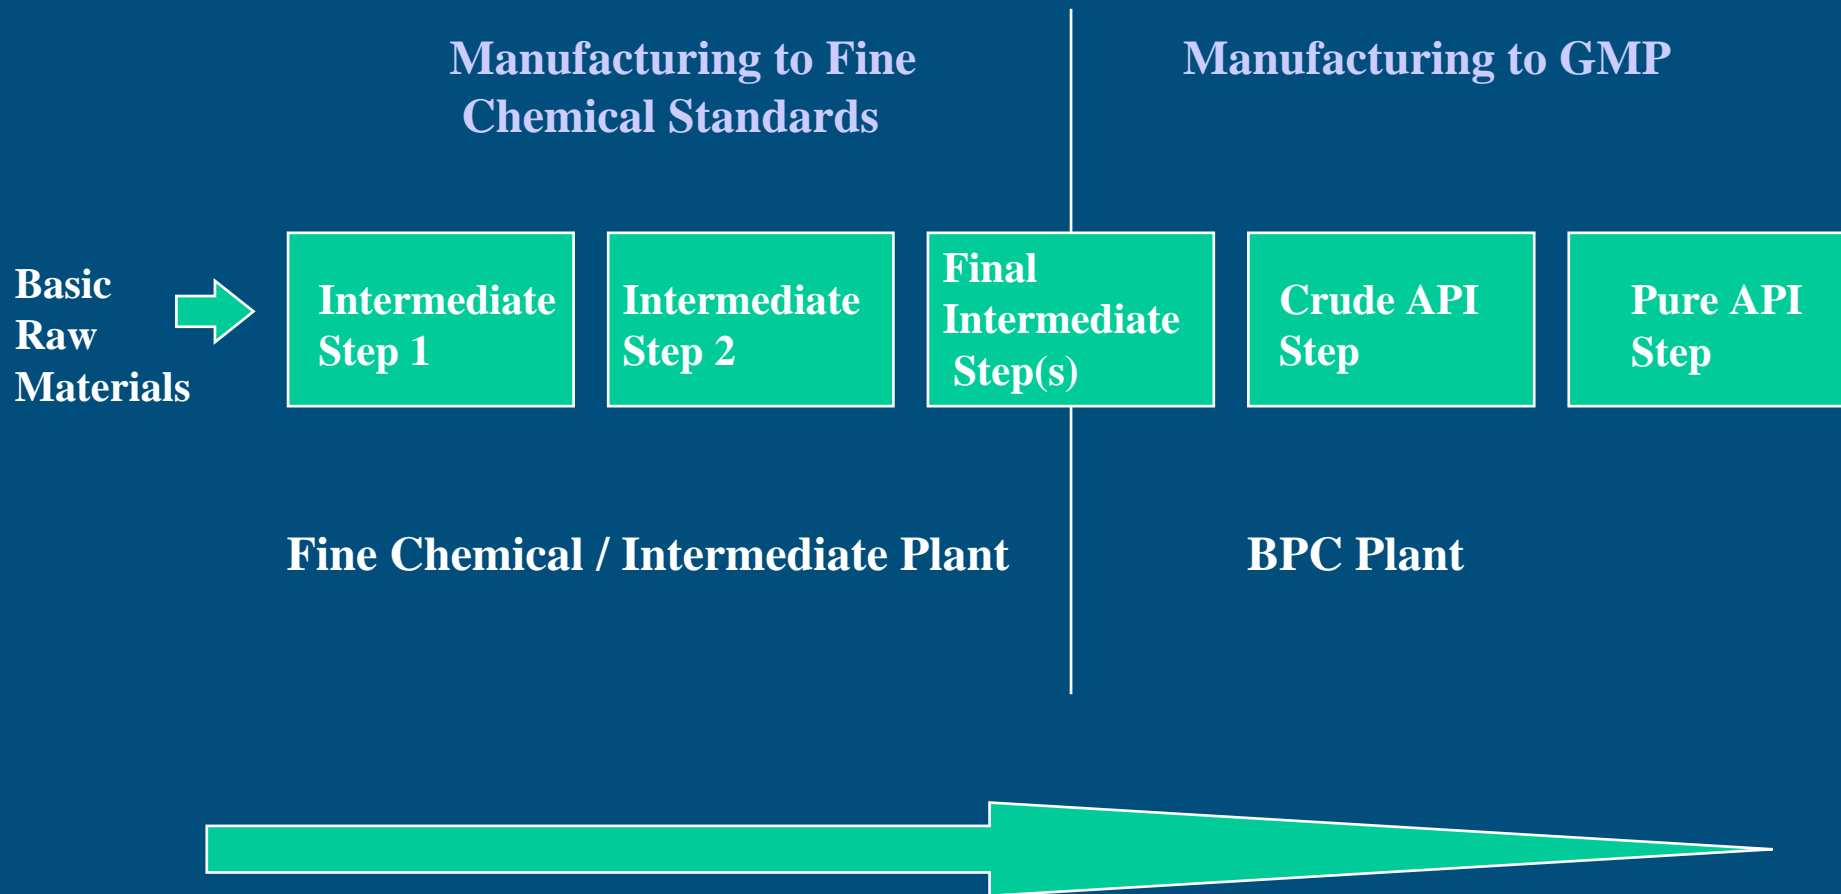 Manufacturing to Fine
Chemical Standards
Manufacturing to GMP
Basic
Raw
Materials
Intermediate
Step 1
Intermediate
Step 2
Final
Intermediate
Step(s)
Crude API
Step
Pure API
Step
Fine Chemical / Intermediate Plant
BPC Plant